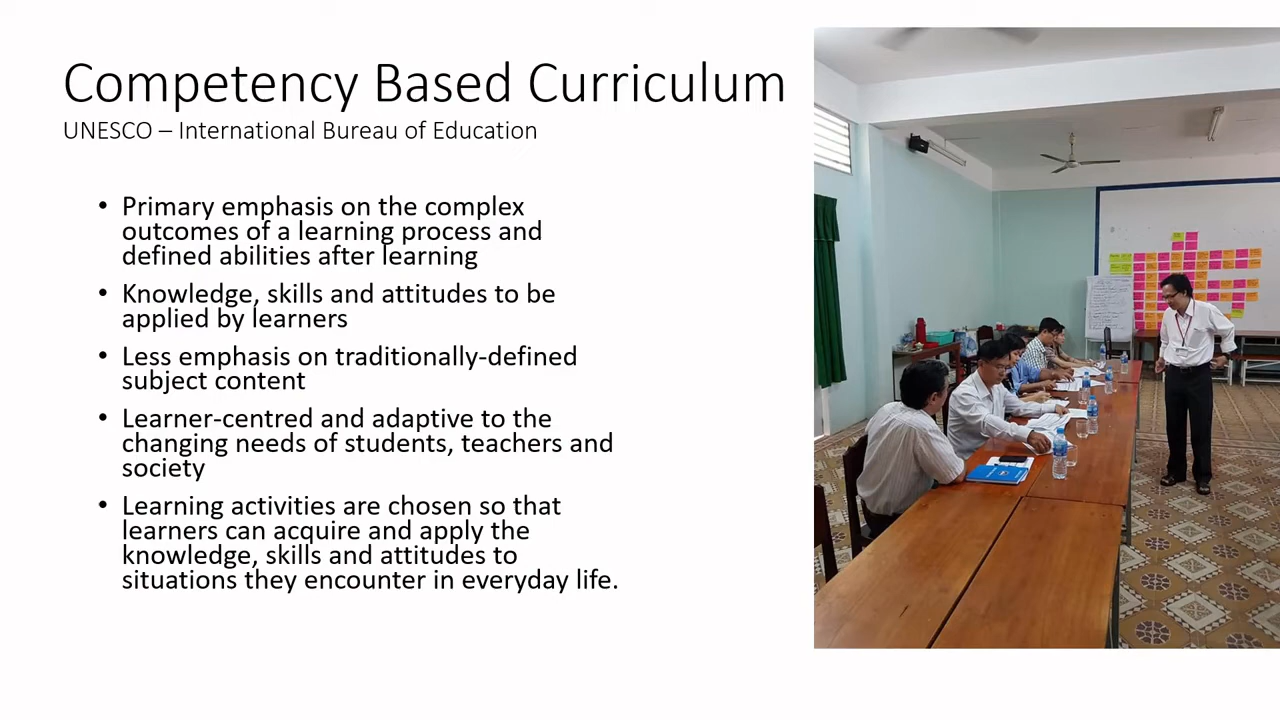 Competency Based Curriculum
UNESCO – International Bureau of Education
• Primary emphasis on the complex
outcomes of a learning process and
defined abilities after learning
• Knowledge, skills and attitudes to be
applied by learners
• Less emphasis on traditionally-defined
subject content
• Learner-centred and adaptive to the
changing needs of students, teachers and
society
• Learning activities are chosen so that
learners can acquire and apply the
knowledge, skills and attitudes to
situations they encounter in everyday life.